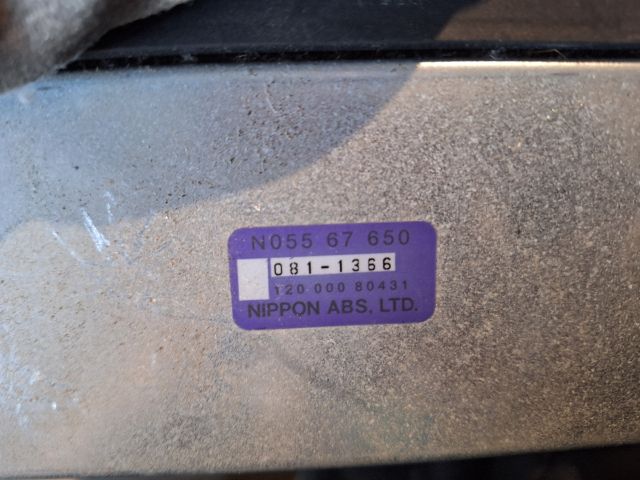 N055 67 650
081-1366
120 000 80431
NIPPON ABS, LTD.